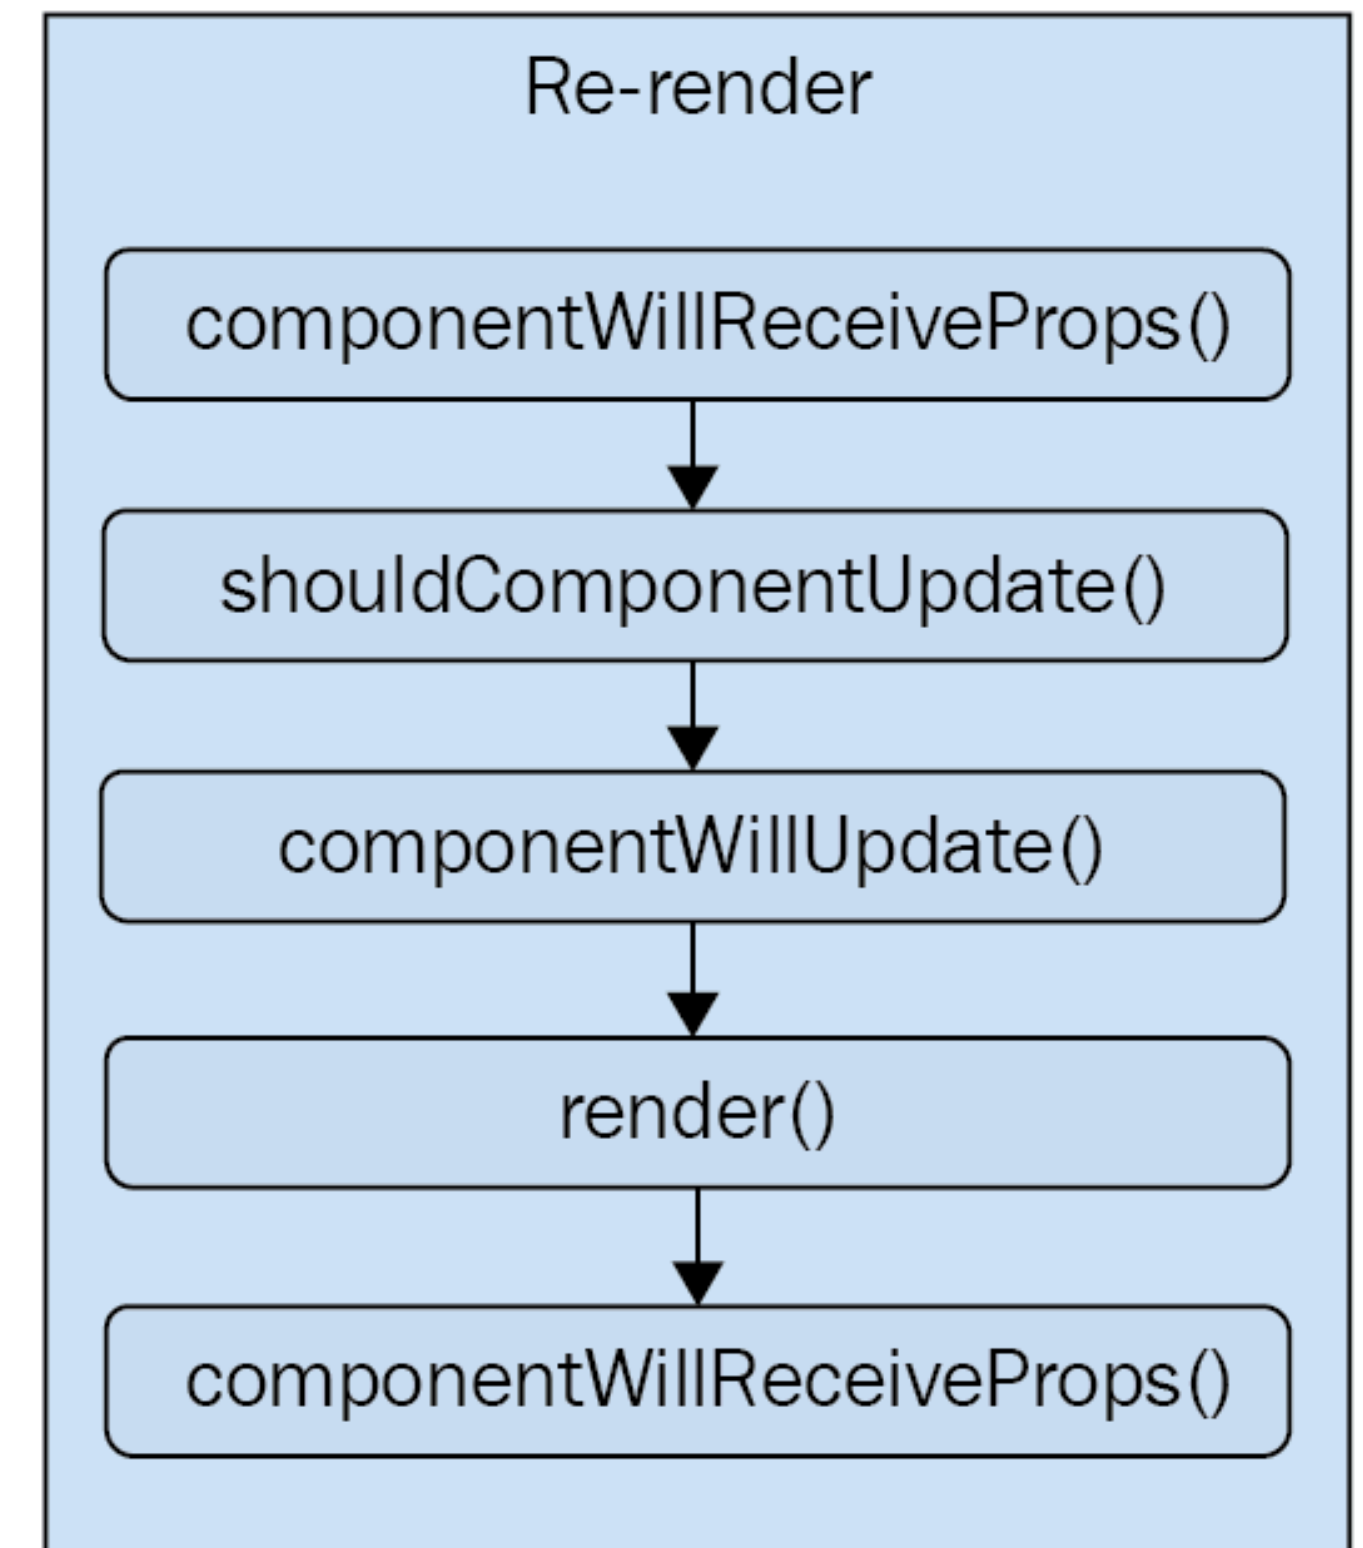 Re-render
componentWillReceiveProps()
shouldComponentUpdate()
componentWillUpdate()
render()
componentWillReceiveProps()